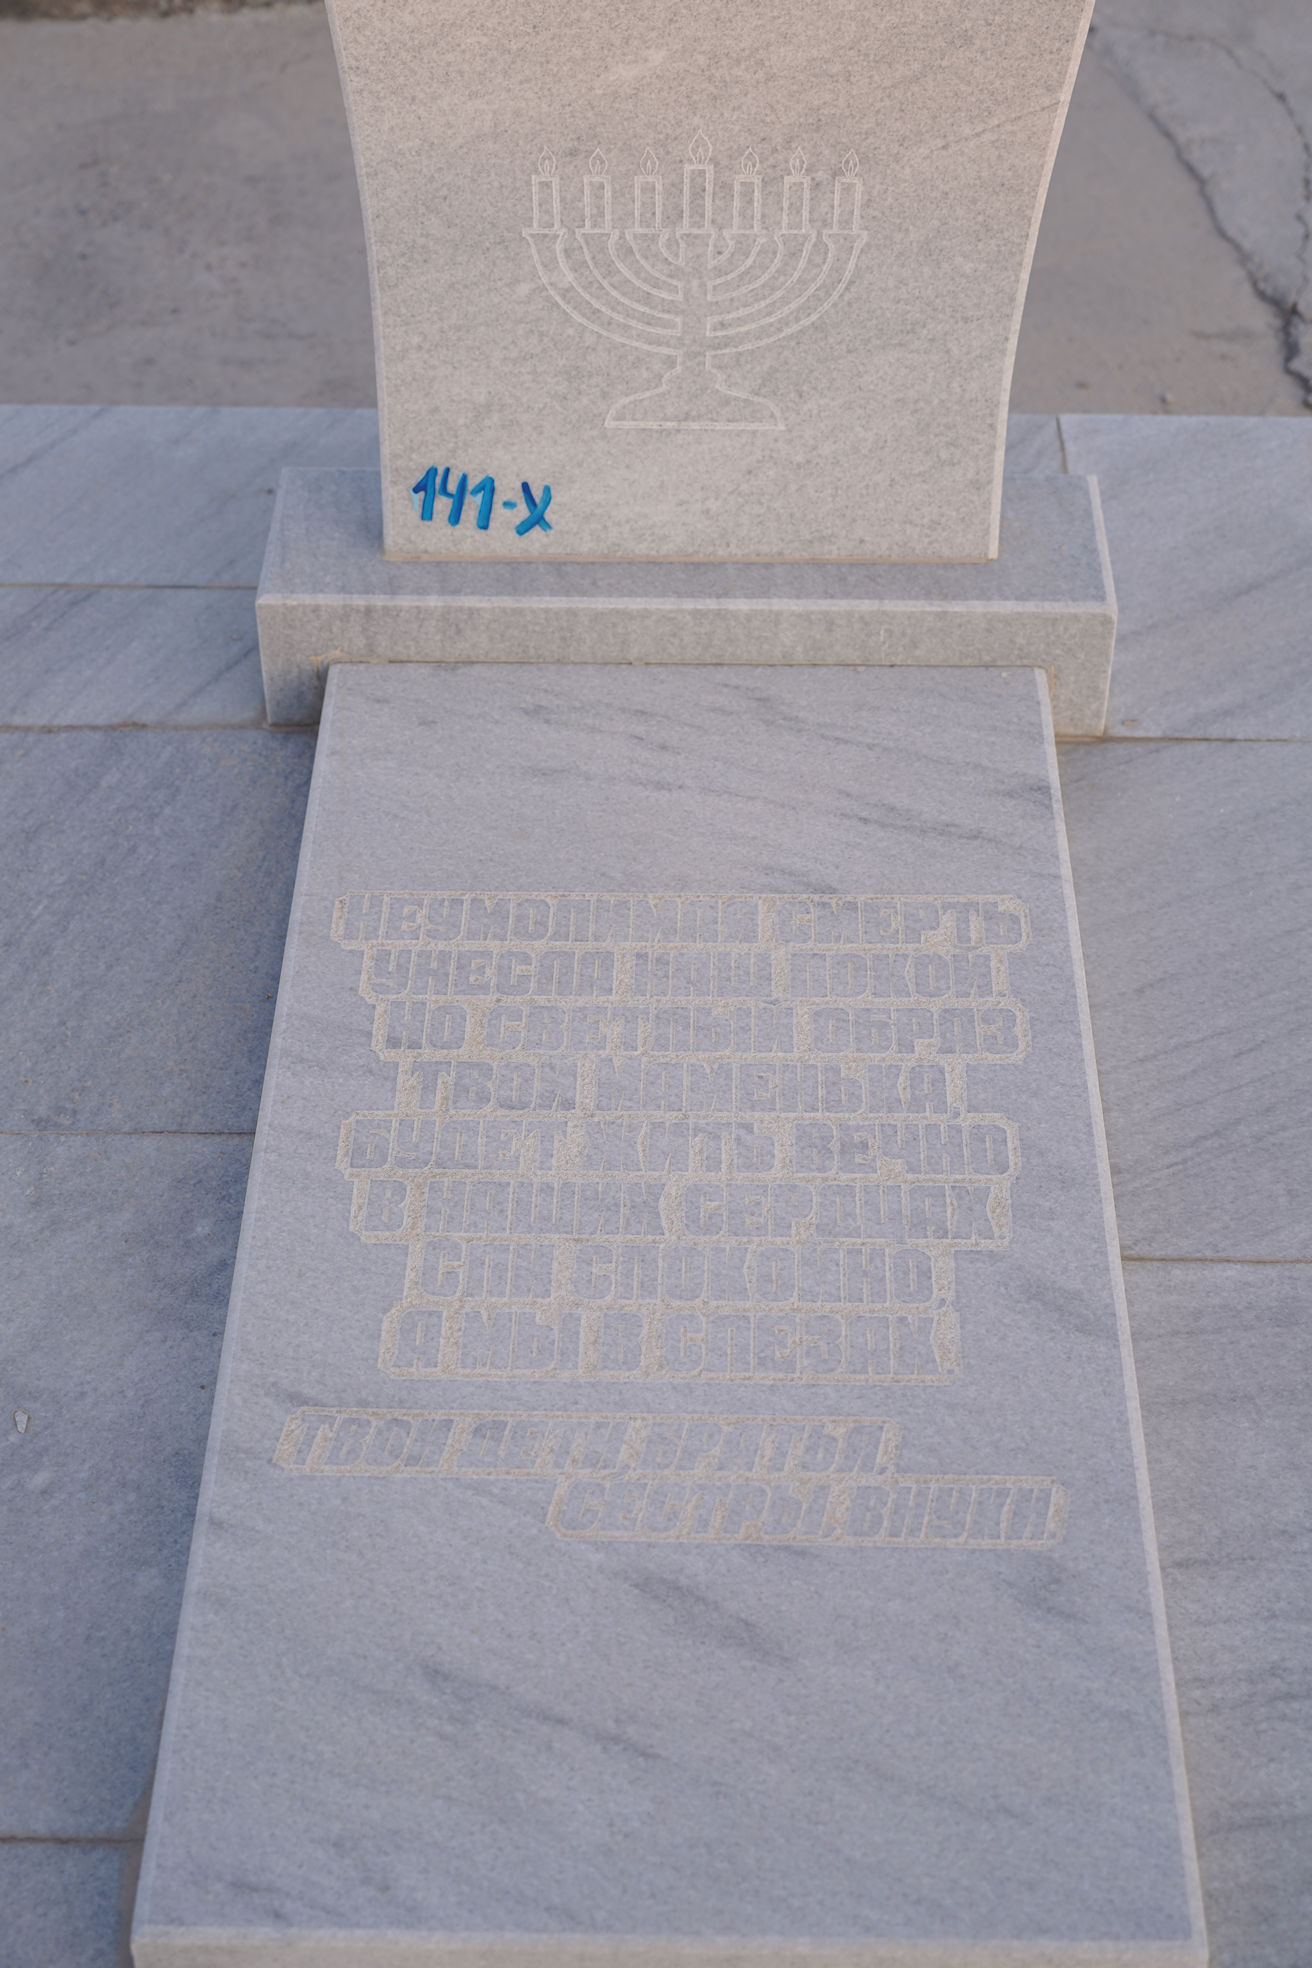 141-X
НЕУМОЛИМАЯ СМЕРТЬ
УНЕСЛА НАШ ПОКОЙ.
НО СВЕТЛЫЙ ОБРАЗ
ТВОЙ МАМЕНЬКА,
БУДЕТ ЖИТЬ ВЕЧНО
В НАШИХ СЕРДЦАХ.
СПИ СПОКОЙНО,
А МЫ В СЛЕЗАХ.
ТВОИ ДЕТИ, БРАТЬЯ,
СЕСТРЫ, ВНУКИ.